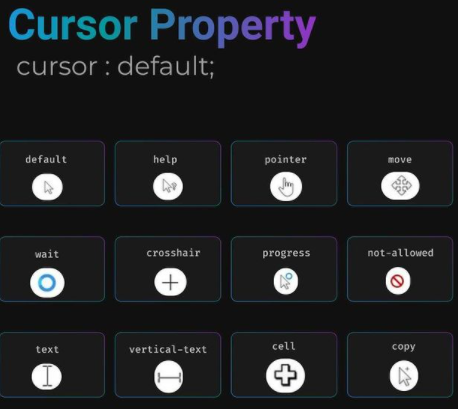 Cursor Property
cursor : default;
default help pointer move
wait crosshair progress not-allowed
text vertical-text cell copy